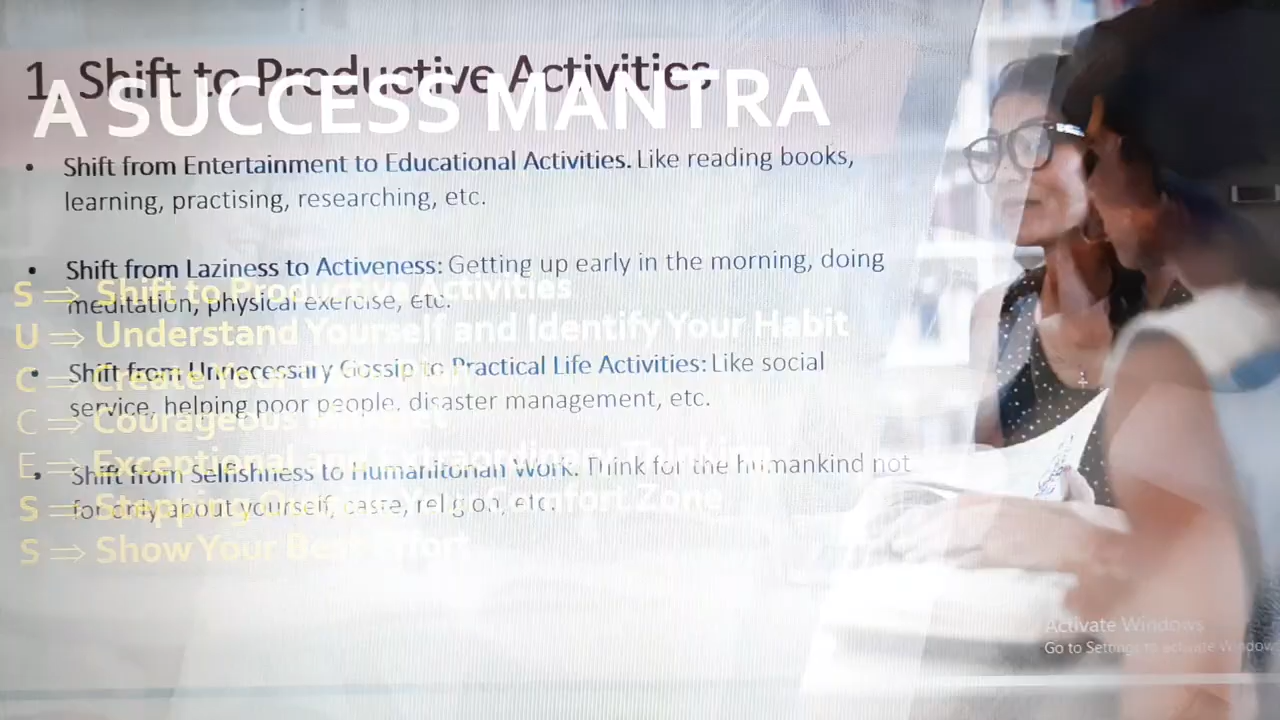 1. Shift to Productive Activities
A SUCCESS MANTRA
• Shift from Entertainment to Educational Activities. Like reading books,
learning, practising, researching, etc.
• Shift from Laziness to Activeness: Getting up early in the morning, doing
meditation, physical exercise, etc.
S ⇒ Shift to Productive Activities
U ⇒ Understand Yourself and Identify Your Habit
• Shift from Unnecessary Gossip to Practical Life Activities: Like social
service, helping poor people, disaster management, etc.
C ⇒ Create Your
C ⇒ Courageous
E ⇒ Exceptional and Extraordinary Thinking
• Shift from Selfishness to Humanitarian Work. Think for the humankind not
for only about yourself, caste, religion, etc.
S ⇒ Stepping Out Your Comfort Zone
S ⇒ Show Your Best Effort
Activate Windows
Go to Settings to activate Windows